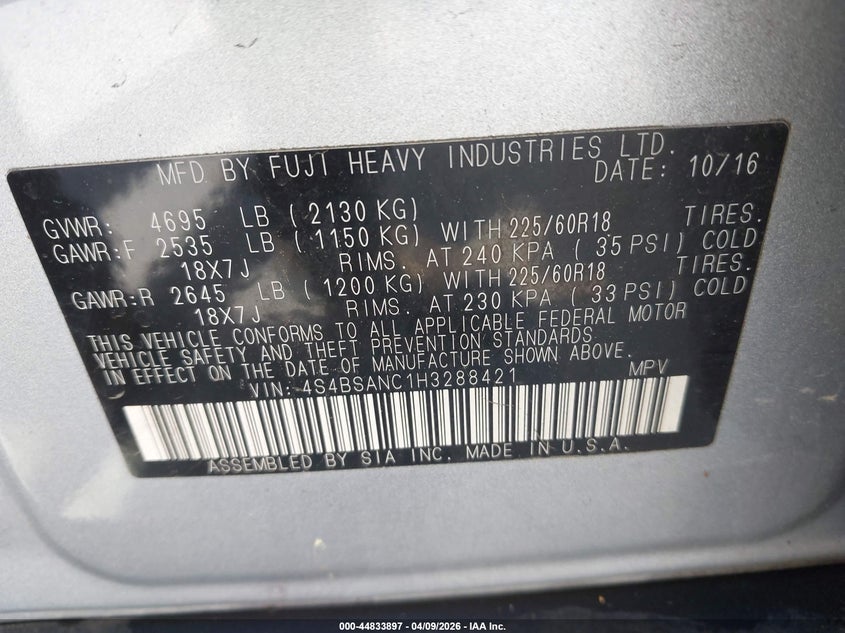 MFD BY FUJI HEAVY INDUSTRIES LTD.
DATE: 10/16
GVWR: 4695 LB ( 2130 KG)
GAWR:F 2535 LB ( 1150 KG) WITH 225/60R18 TIRES.
18X7J RIMS. AT 240 KPA ( 35 PSI) COLD
GAWR:R 2645 LB ( 1200 KG) WITH 225/60R18 TIRES.
18X7J RIMS. AT 230 KPA ( 33 PSI) COLD
THIS VEHICLE CONFORMS TO ALL APPLICABLE FEDERAL MOTOR
VEHICLE SAFETY AND THEFT PREVENTION STANDARDS
IN EFFECT ON THE DATE OF MANUFACTURE SHOWN ABOVE.
VIN: 4S4BSANC1H3288421 MPV
ASSEMBLED BY SIA INC. MADE IN U.S.A.
000-44833897 - 04/09/2026 - IAA Inc.